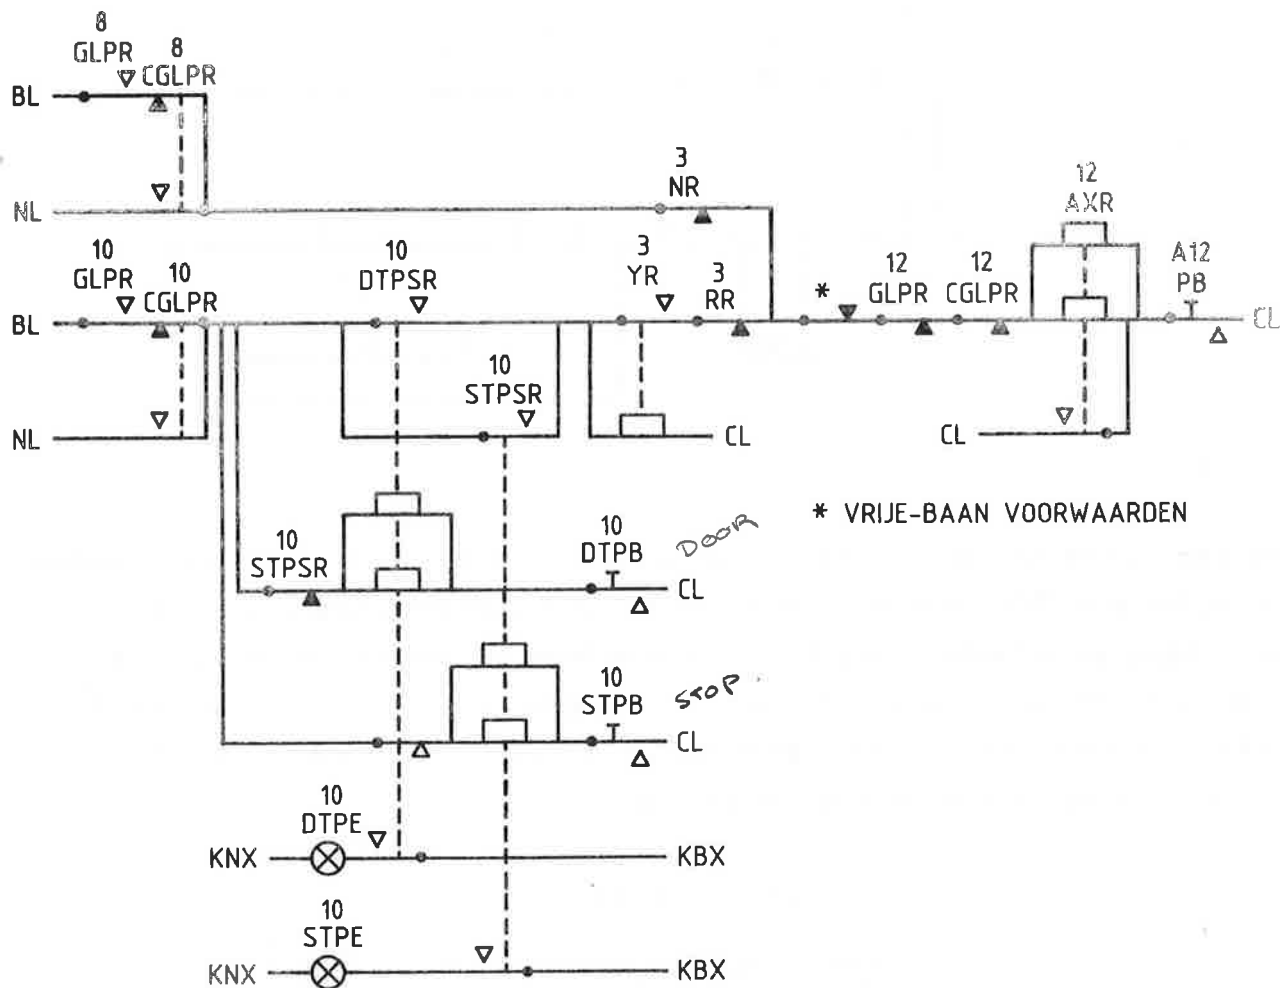 8
GLPR
8
CGLPR
BL
NL
3
NR
12
AXR
10
GLPR
10
CGLPR
10
DTPSR
3
YR
3
RR
*
12
GLPR
12
CGLPR
A12
PB
BL
CL
10
STPSR
NL
CL
CL
* VRIJE-BAAN VOORWAARDEN
10
STPSR
10
DTPB
DOOR
CL
10
STPB
STOP
CL
10
DTPE
KNX
KBX
10
STPE
KNX
KBX